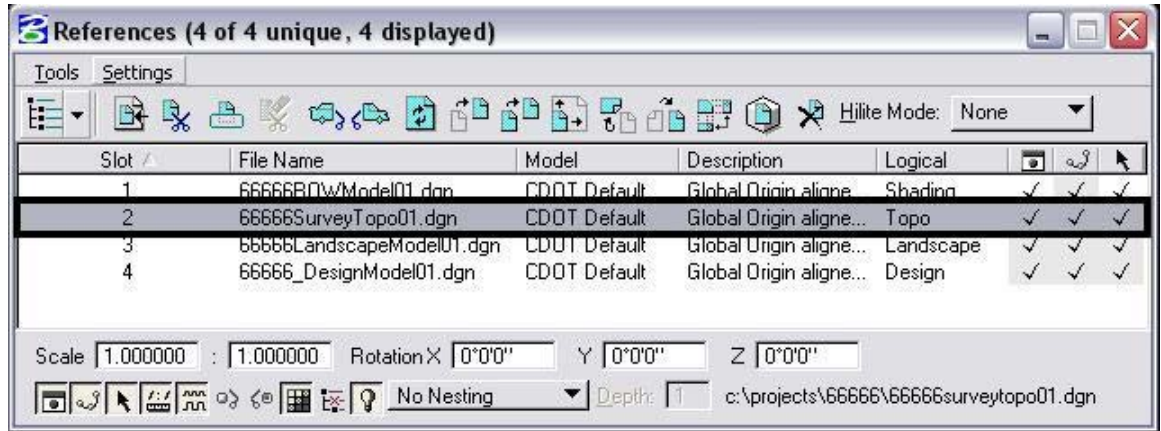 References (4 of 4 unique, 4 displayed)
Tools Settings
Hilite Mode: None
Slot File Name Model Description Logical
1 66666ROWModel01.dgn CDOT Default Global Origin aligne... Shading
2 66666SurveyTopo01.dgn CDOT Default Global Origin aligne... Topo
3 66666LandscapeModel01.dgn CDOT Default Global Origin aligne... Landscape
4 66666_DesignModel01.dgn CDOT Default Global Origin aligne... Design
Scale 1.000000 : 1.000000 Rotation X 0°0'0" Y 0°0'0" Z 0°0'0"
No Nesting Depth: 1 c:\projects\66666\66666surveytopo01.dgn